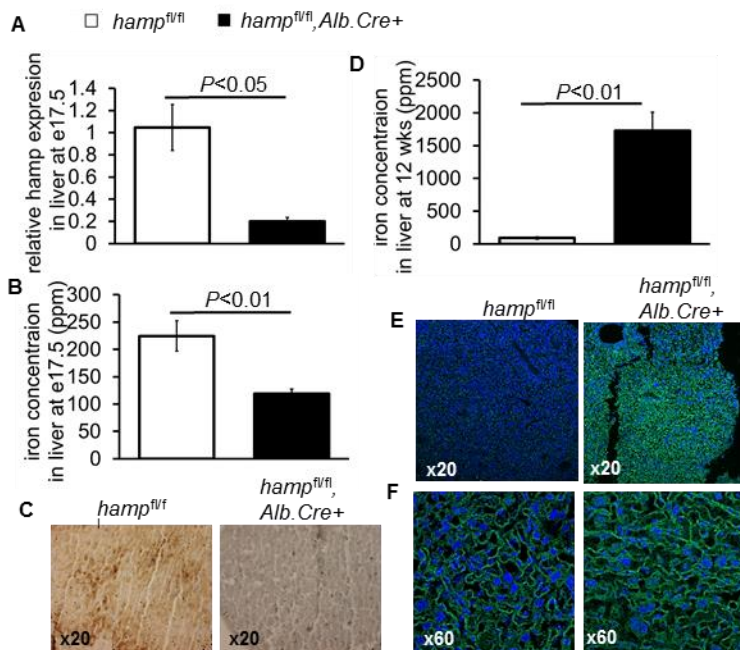 A
hamp^fl/fl
hamp^fl/fl,Alb.Cre+
relative hamp expresion
in liver at e17.5
1.4
1.2
1
0.8
0.6
0.4
0.2
0
P<0.05
B
iron concentraion
in liver at e17.5 (ppm)
300
250
200
150
100
50
0
P<0.01
C
hamp^fl/f
hamp^fl/fl,
Alb.Cre+
x20
x20
D
iron concentraion
in liver at 12 wks (ppm)
2500
2000
1500
1000
500
0
P<0.01
E
hamp^fl/fl
hamp^fl/fl,
Alb.Cre+
x20
x20
F
x60
x60